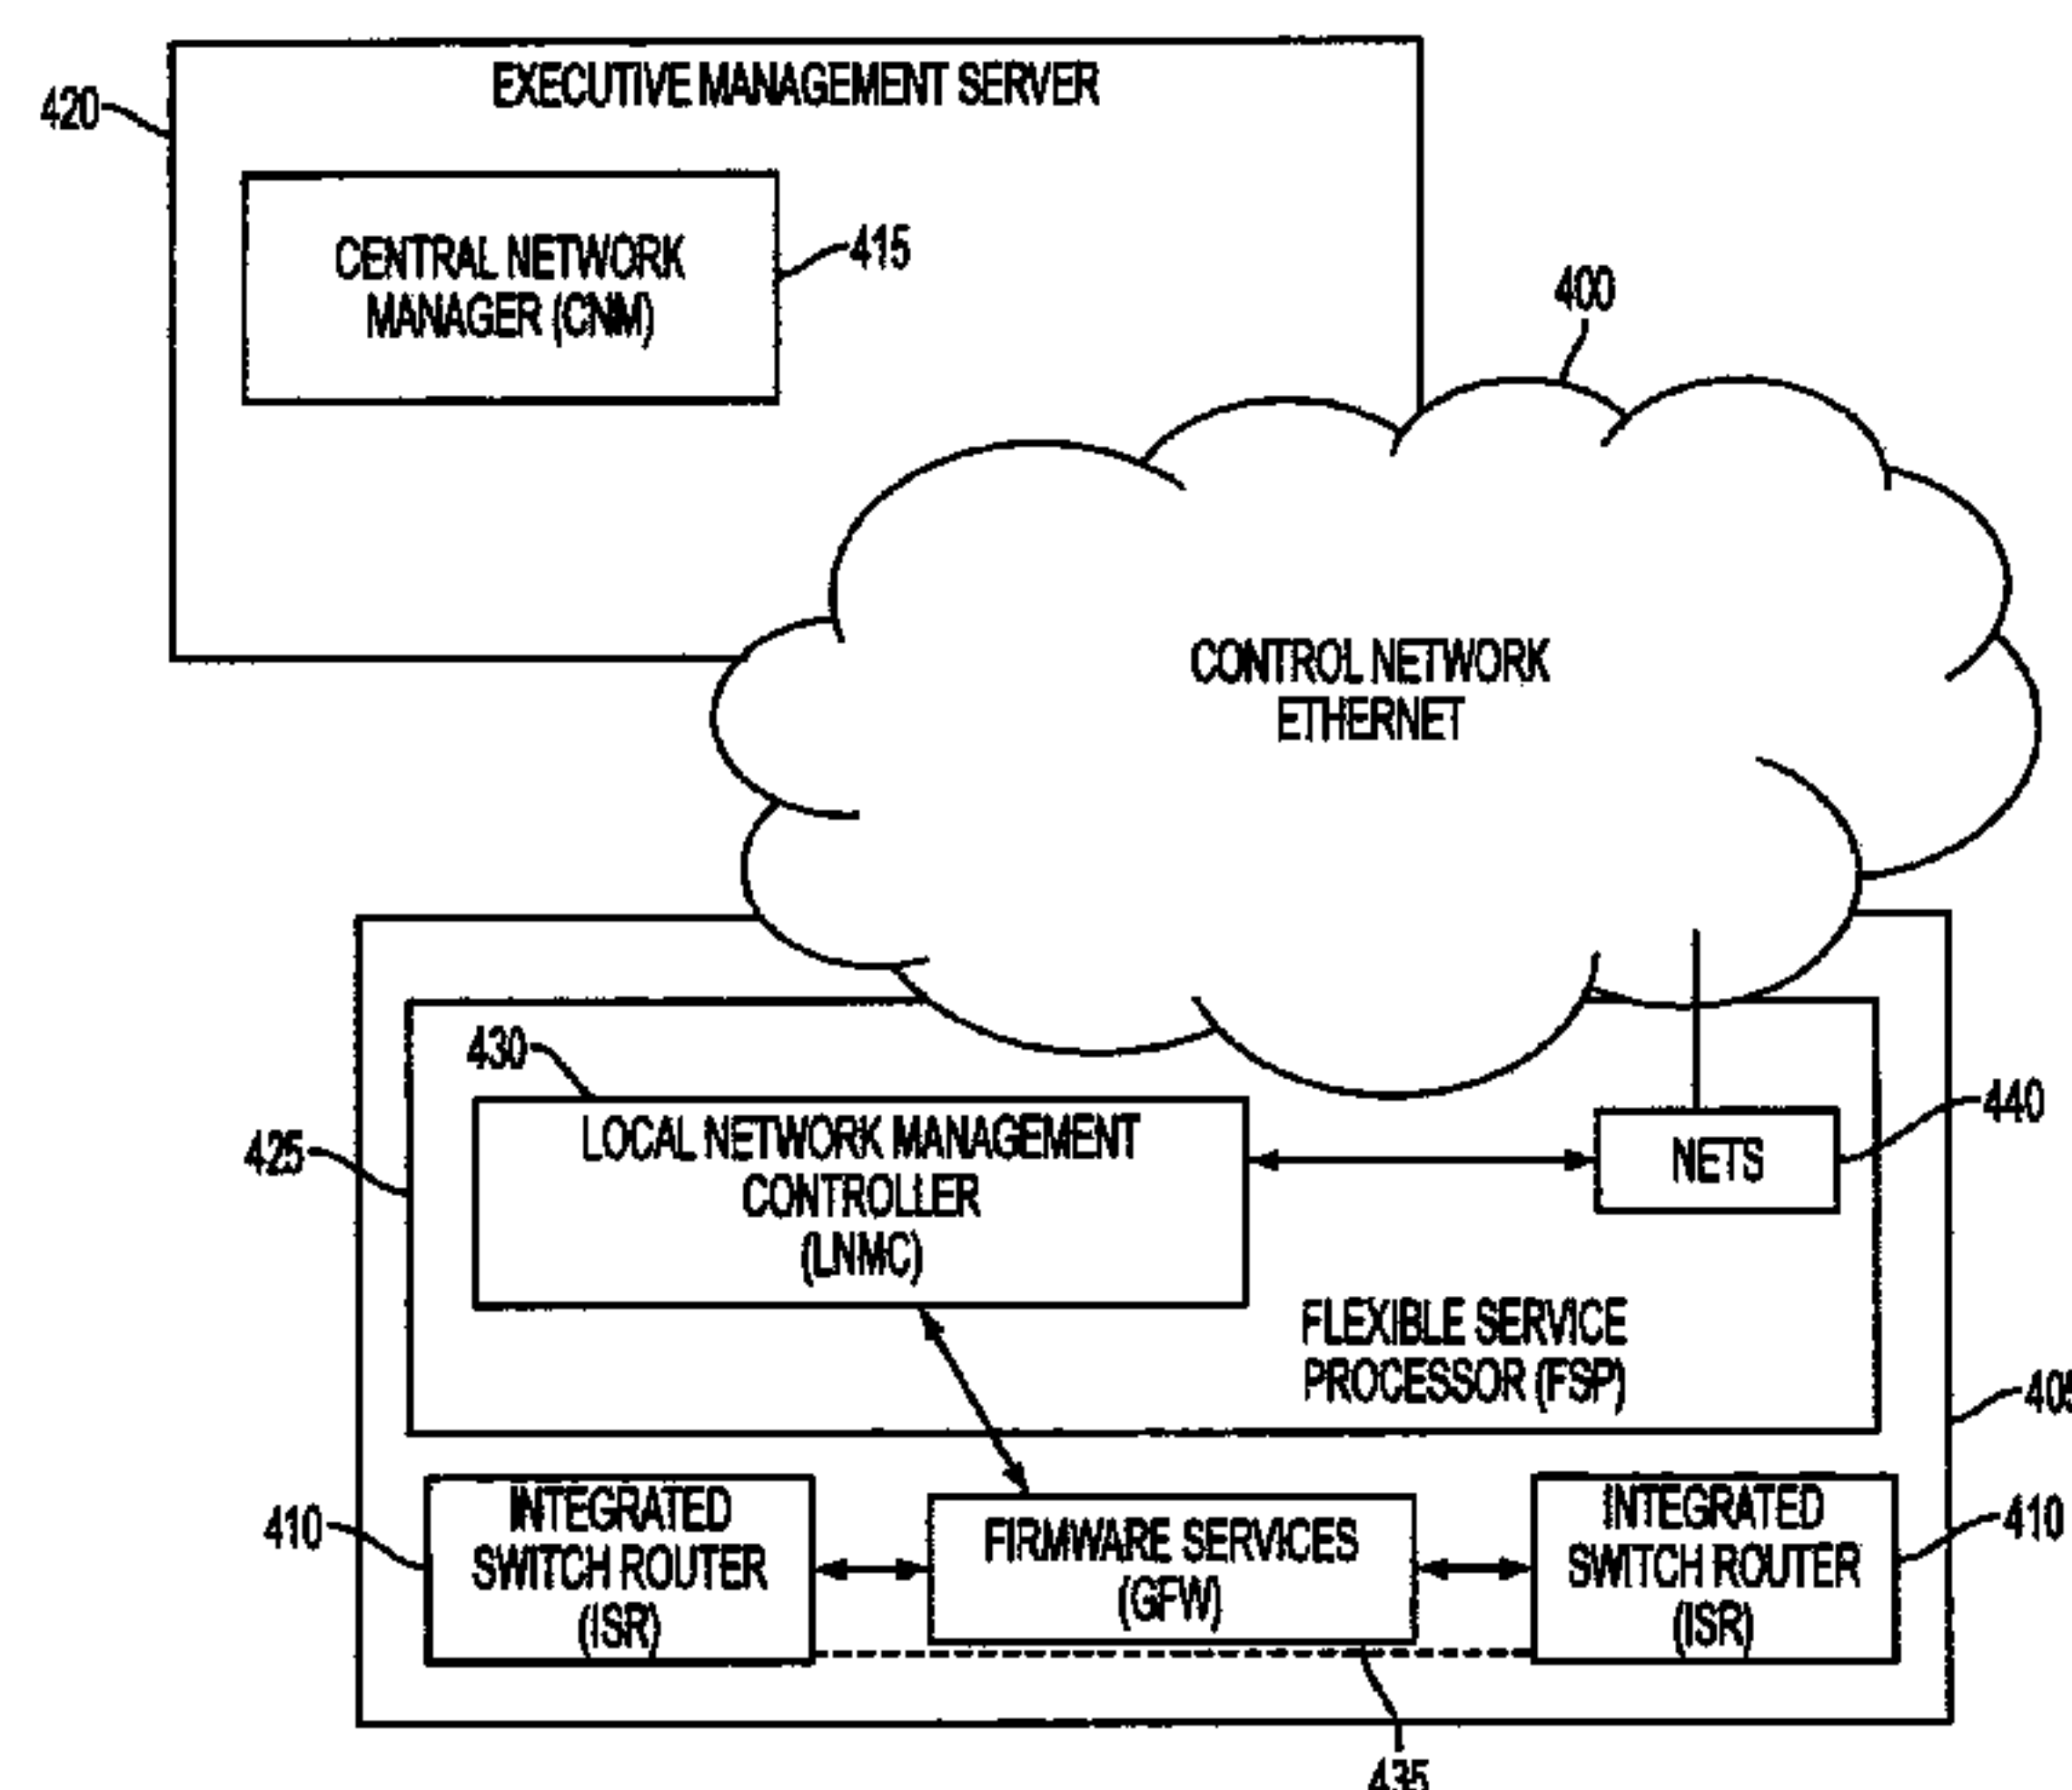 EXECUTIVE MANAGEMENT SERVER
420
CENTRAL NETWORK
MANAGER (CNM)
415
400
CONTROL NETWORK
ETHERNET
430
LOCAL NETWORK MANAGEMENT
CONTROLLER
(LNMC)
NETS
440
425
FLEXIBLE SERVICE
PROCESSOR (FSP)
405
410
INTEGRATED
SWITCH ROUTER
(ISR)
FIRMWARE SERVICES
(GFW)
INTEGRATED
SWITCH ROUTER
(ISR)
410
435